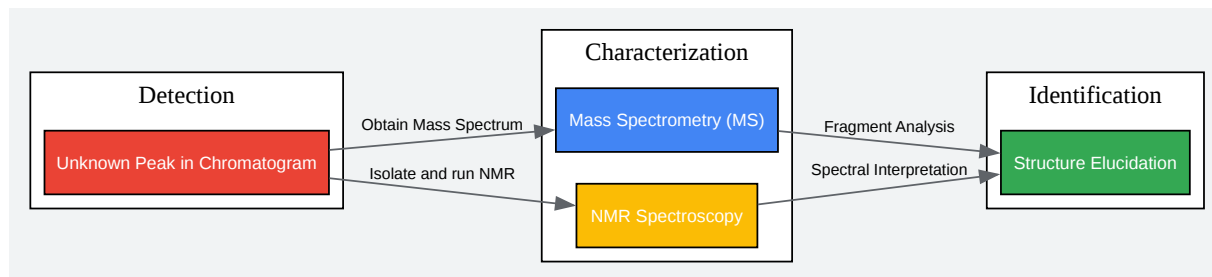 Detection
Unknown Peak in Chromatogram
Obtain Mass Spectrum
Isolate and run NMR
Characterization
Mass Spectrometry (MS)
NMR Spectroscopy
Fragment Analysis
Spectral Interpretation
Identification
Structure Elucidation